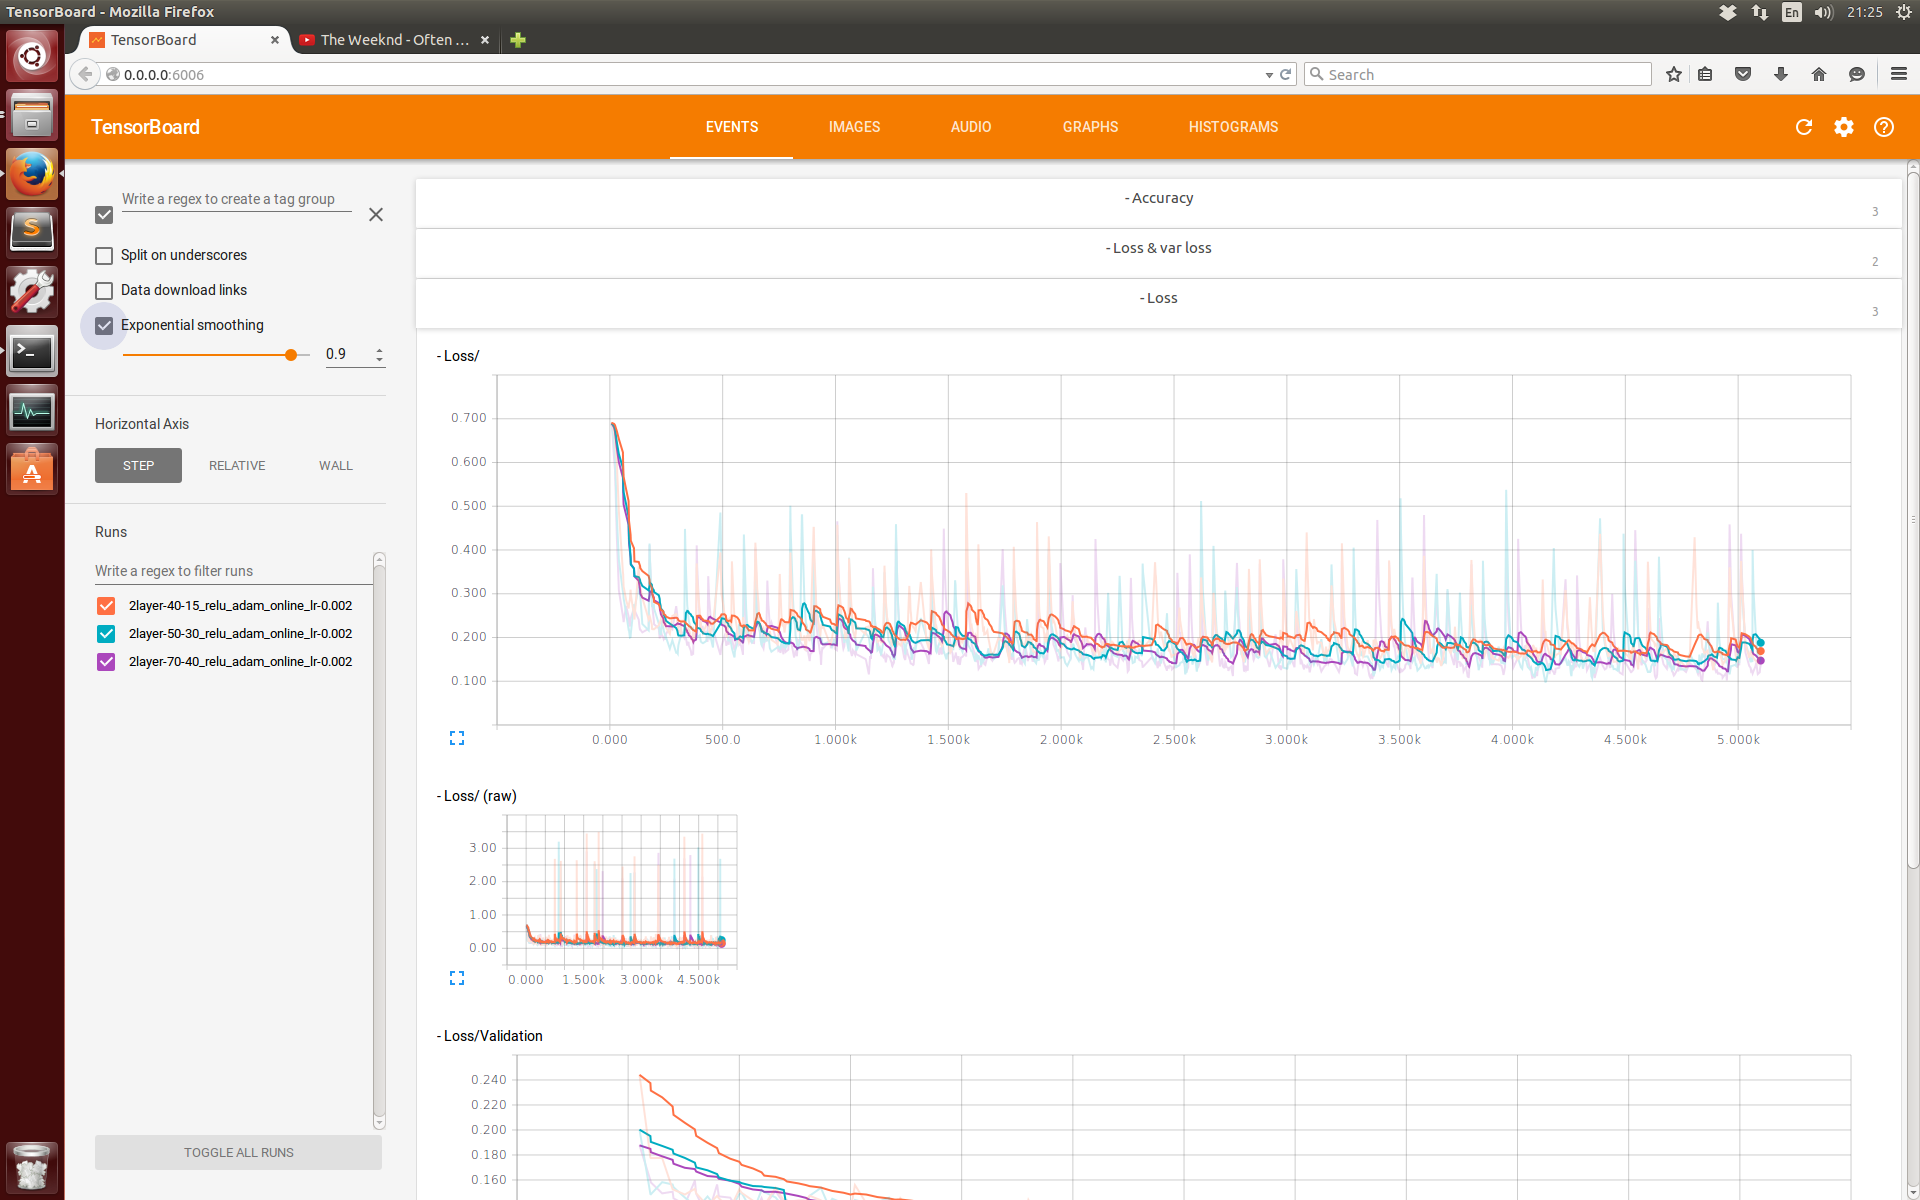 TensorBoard - Mozilla Firefox
En
21:25
TensorBoard
The Weeknd - Often ...
0.0.0.0:6006
Search
TensorBoard
EVENTS
IMAGES
AUDIO
GRAPHS
HISTOGRAMS
Write a regex to create a tag group
Split on underscores
Data download links
Exponential smoothing
0.9
Horizontal Axis
STEP
RELATIVE
WALL
Runs
Write a regex to filter runs
2layer-40-15_relu_adam_online_lr-0.002
2layer-50-30_relu_adam_online_lr-0.002
2layer-70-40_relu_adam_online_lr-0.002
TOGGLE ALL RUNS
- Accuracy
3
- Loss & var loss
2
- Loss
3
- Loss/
0.700
0.600
0.500
0.400
0.300
0.200
0.100
0.000 500.0 1.000k 1.500k 2.000k 2.500k 3.000k 3.500k 4.000k 4.500k 5.000k
- Loss/ (raw)
3.00
2.00
1.00
0.00
0.000 1.500k 3.000k 4.500k
- Loss/Validation
0.240
0.220
0.200
0.180
0.160